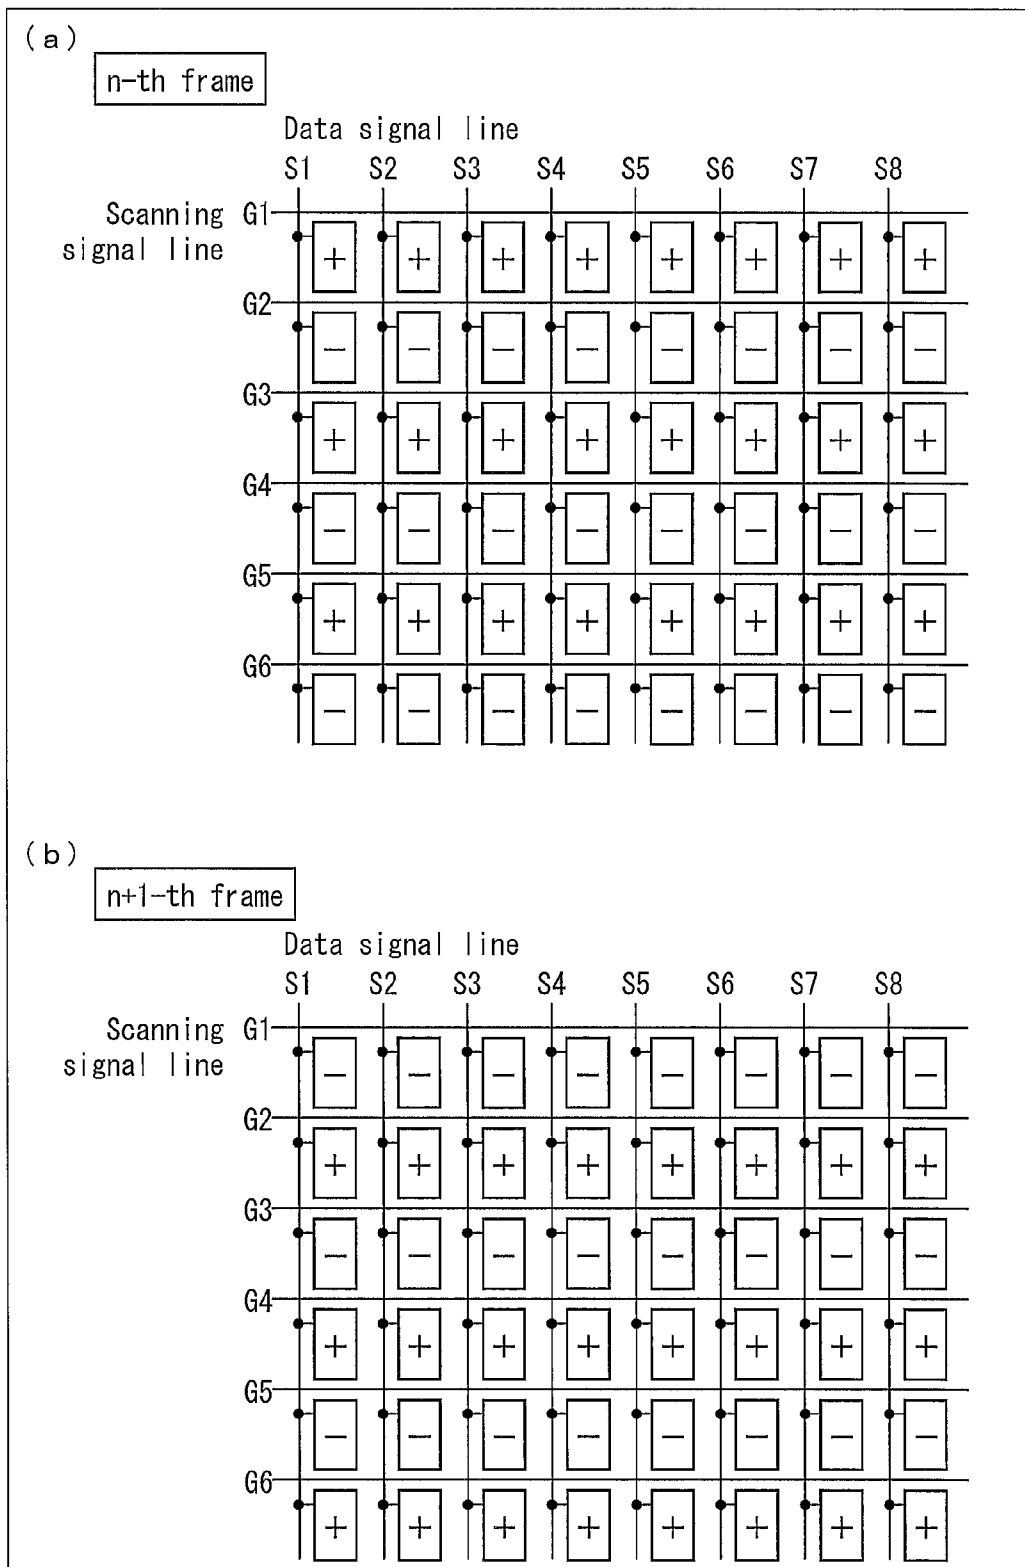 (a)
n-th frame
Data signal line
S1 S2 S3 S4 S5 S6 S7 S8
Scanning G1
signal line
+ + + + + + + +
G2
- - - - - - - -
G3
+ + + + + + + +
G4
- - - - - - - -
G5
+ + + + + + + +
G6
- - - - - - - -
(b)
n+1-th frame
Data signal line
S1 S2 S3 S4 S5 S6 S7 S8
Scanning G1
signal line
- - - - - - - -
G2
+ + + + + + + +
G3
- - - - - - - -
G4
+ + + + + + + +
G5
- - - - - - - -
G6
+ + + + + + + +